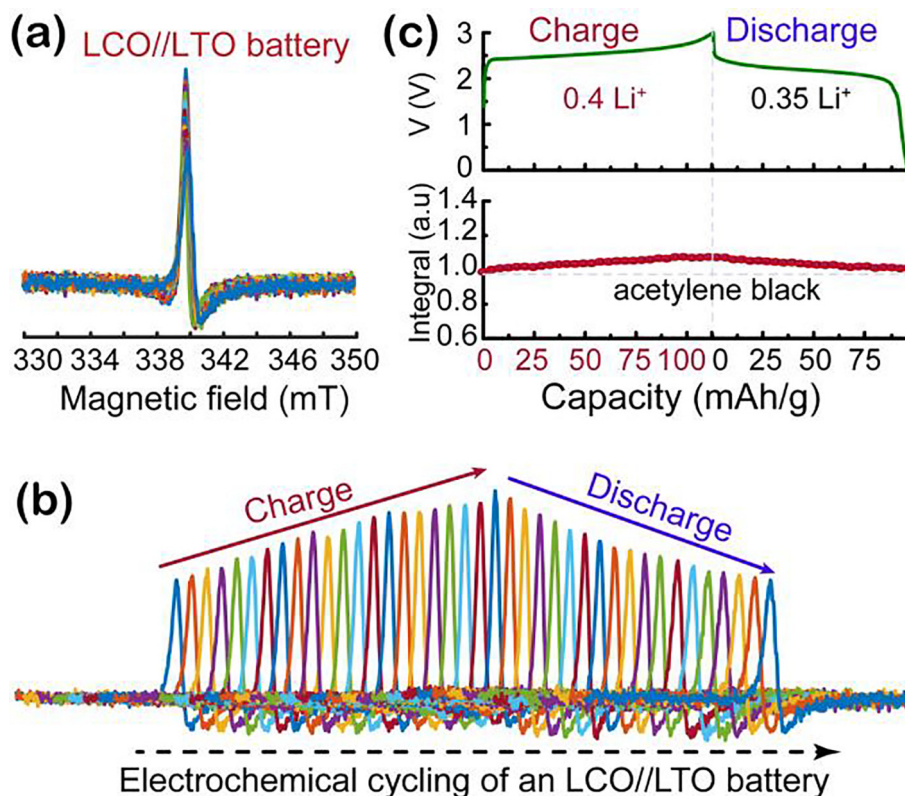 (a)
LCO//LTO battery
330 334 338 342 346 350
Magnetic field (mT)
(c)
Charge Discharge
3
2
1
0
V (V)
0.4 Li⁺ 0.35 Li⁺
1.4
1.2
1.0
0.8
0.6
Integral (a.u)
acetylene black
0 25 50 75 100 0 25 50 75
Capacity (mAh/g)
(b)
Charge
Discharge
Electrochemical cycling of an LCO//LTO battery